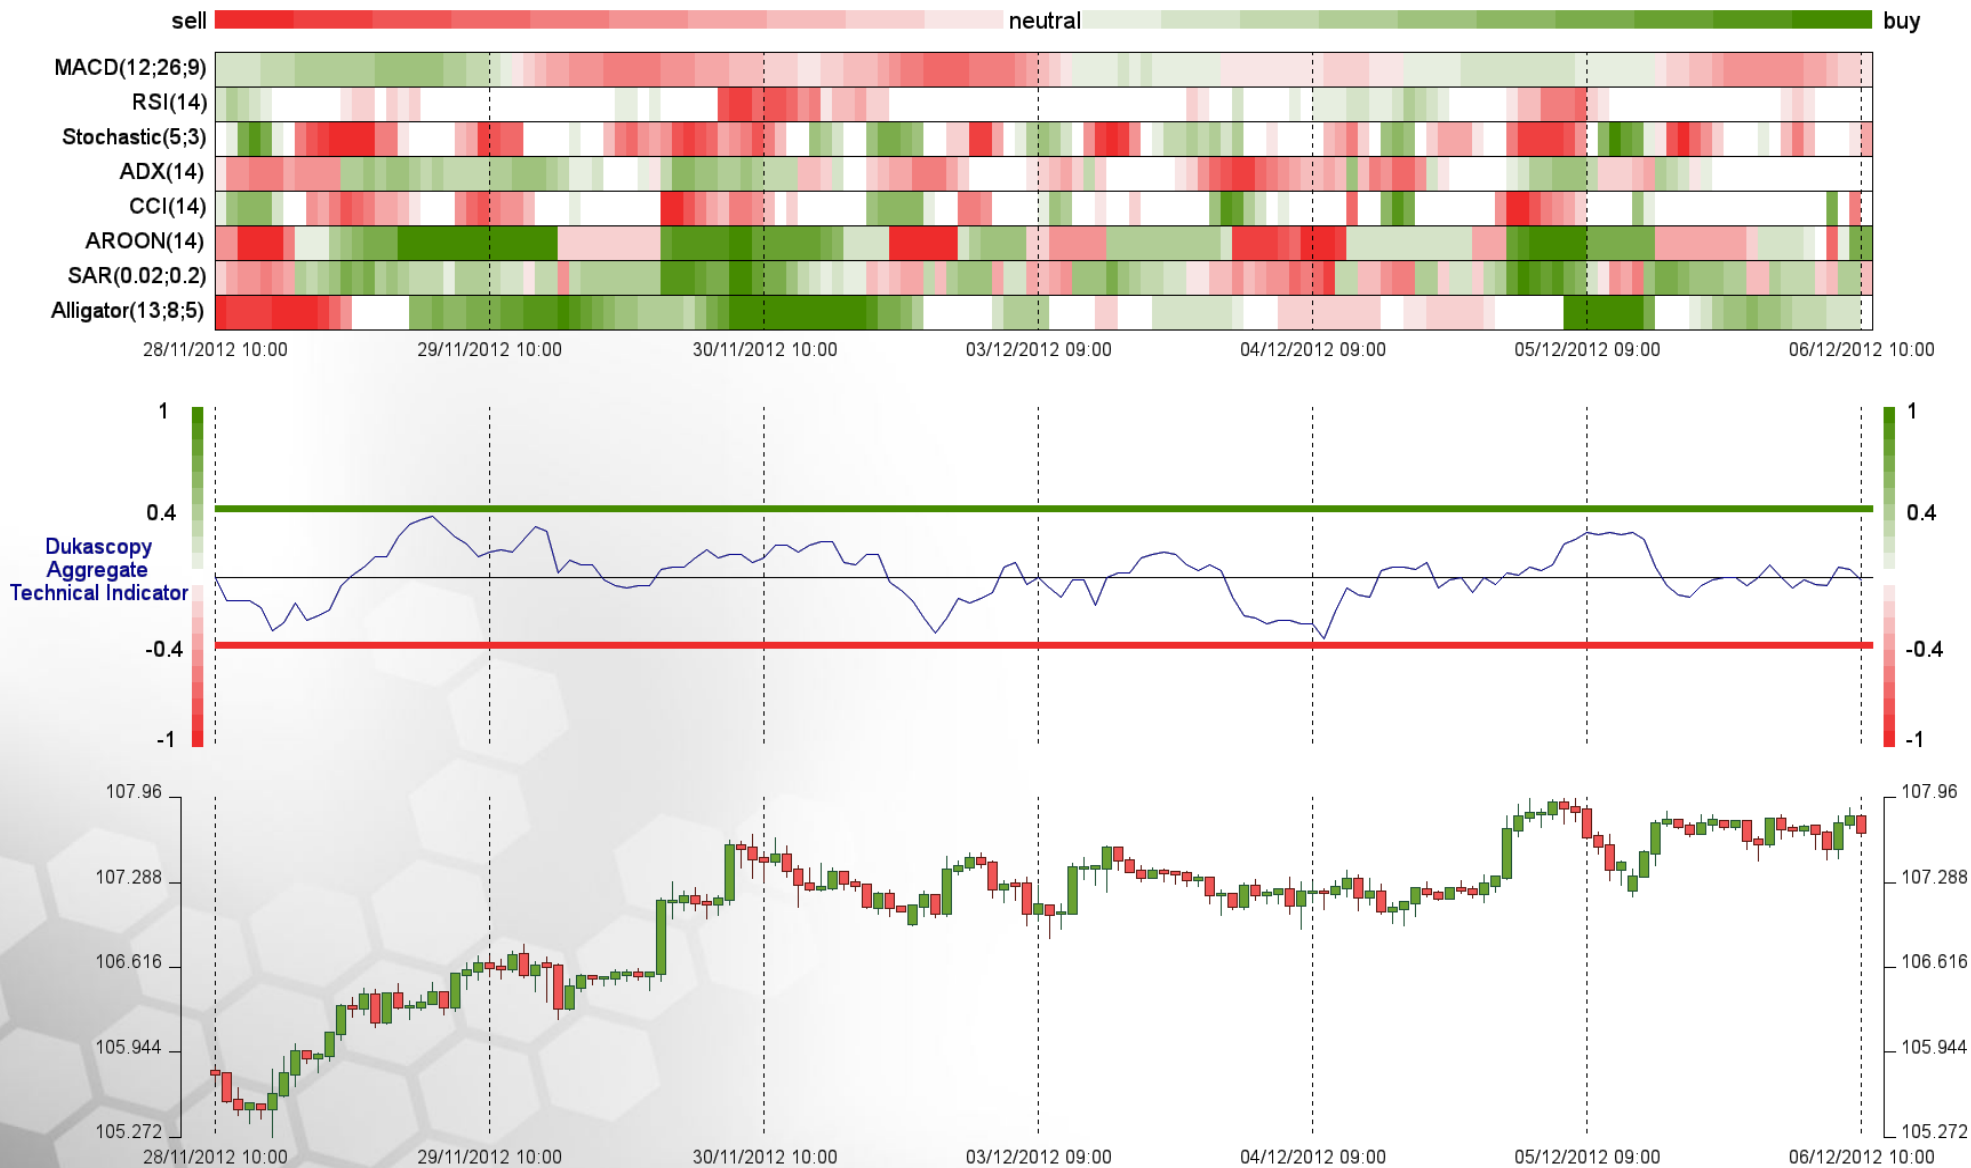 sell neutral buy
MACD(12;26;9)
RSI(14)
Stochastic(5;3)
ADX(14)
CCI(14)
AROON(14)
SAR(0.02;0.2)
Alligator(13;8;5)
28/11/2012 10:00 29/11/2012 10:00 30/11/2012 10:00 03/12/2012 09:00 04/12/2012 09:00 05/12/2012 09:00 06/12/2012 10:00
1 1
0.4 0.4
Dukascopy
Aggregate
Technical Indicator
-0.4 -0.4
-1 -1
107.96 107.96
107.288 107.288
106.616 106.616
105.944 105.944
105.272 105.272
28/11/2012 10:00 29/11/2012 10:00 30/11/2012 10:00 03/12/2012 09:00 04/12/2012 09:00 05/12/2012 09:00 06/12/2012 10:00